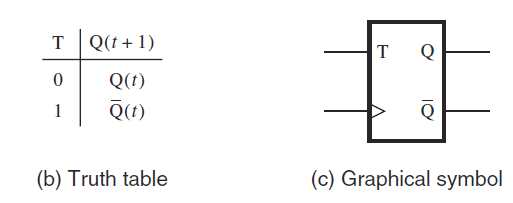 T Q(t + 1)
0 Q(t)
1 Q̅(t)
(b) Truth table
T Q
Q̅
(c) Graphical symbol